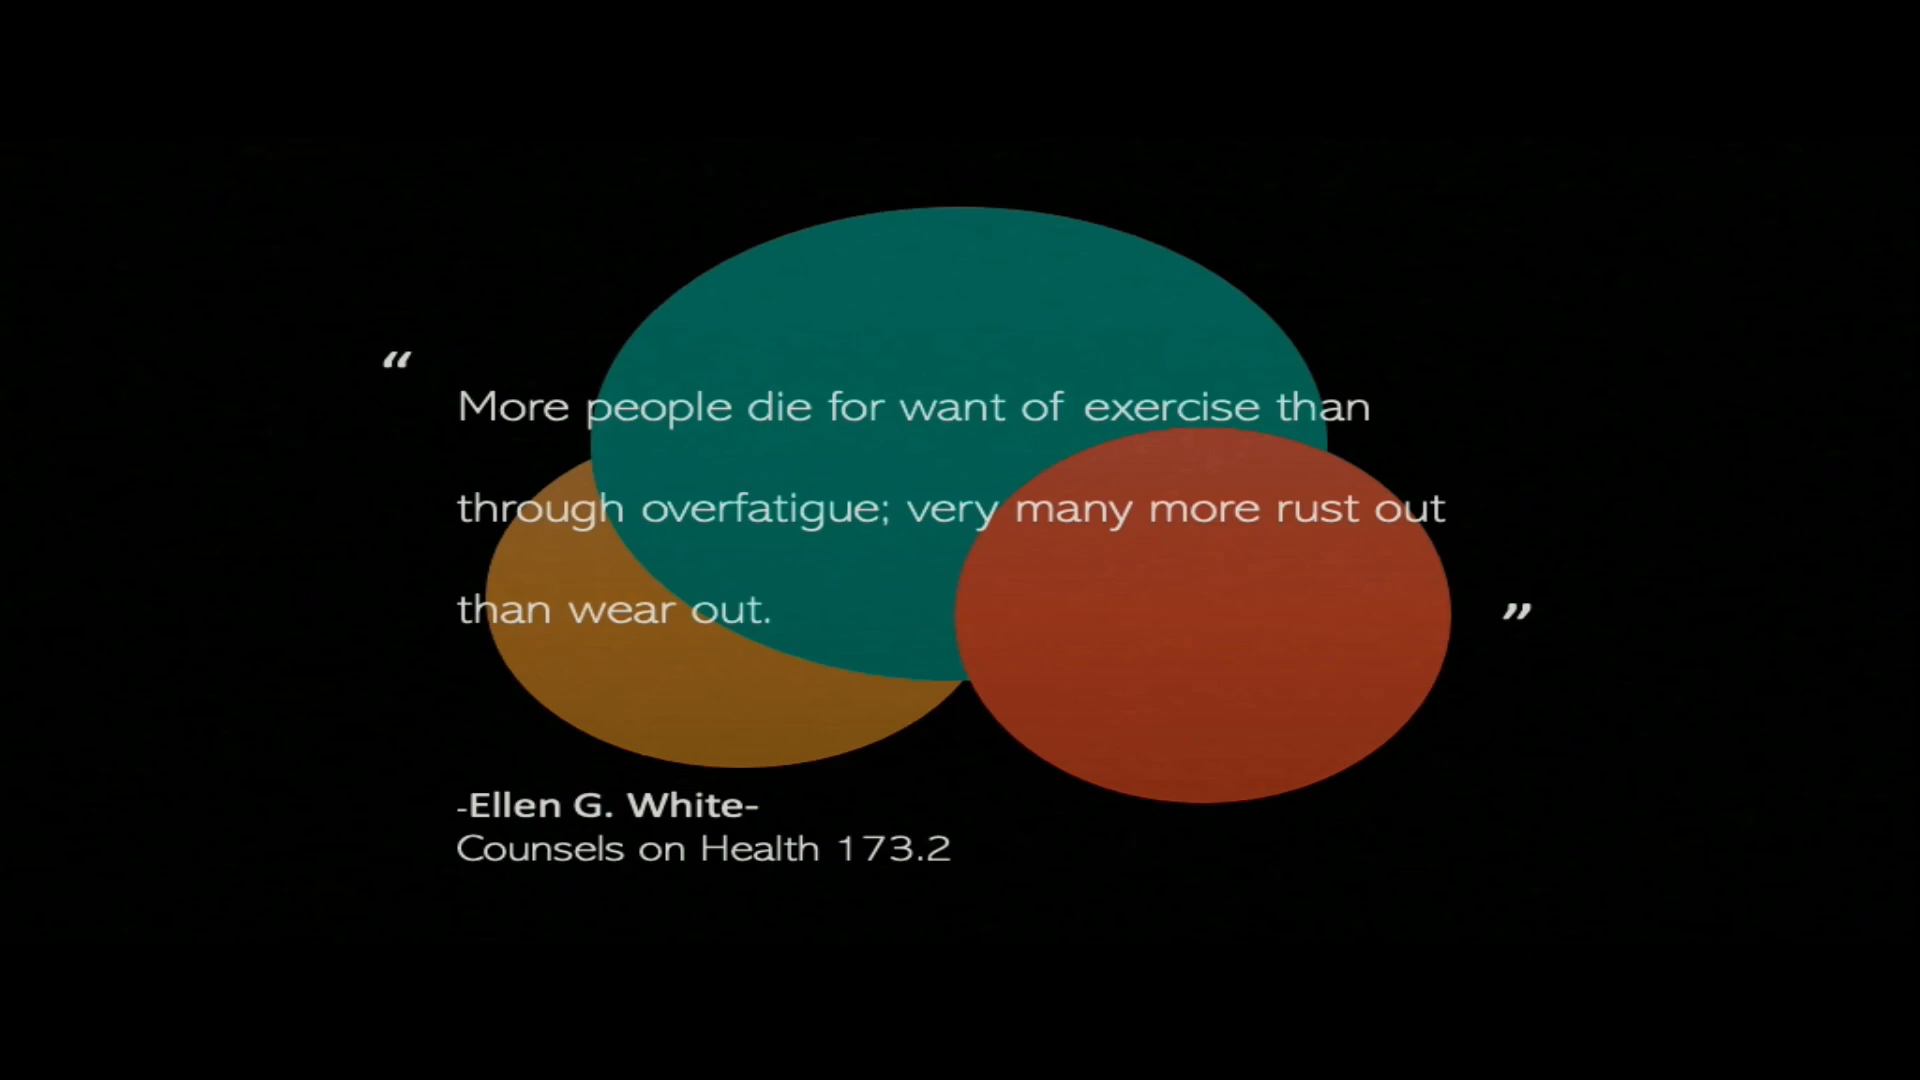 “
More people die for want of exercise than
through overfatigue; very many more rust out
than wear out.
”
-Ellen G. White-
Counsels on Health 173.2